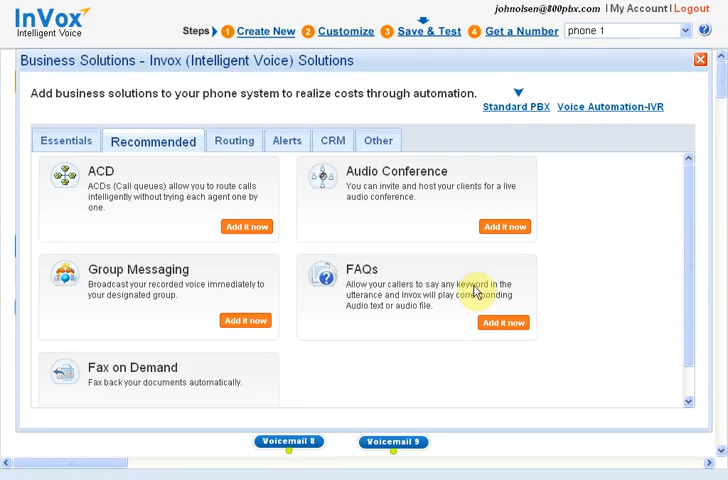 InVox
Intelligent Voice
johnolsen@800pbx.com | My Account | Logout
Steps 1 Create New 2 Customize 3 Save & Test 4 Get a Number phone 1
Business Solutions - Invox (Intelligent Voice) Solutions
Add business solutions to your phone system to realize costs through automation.
Standard PBX Voice Automation-IVR
Essentials Recommended Routing Alerts CRM Other
ACD
ACDs (Call queues) allow you to route calls
intelligently without trying each agent one by
one.
Add it now
Audio Conference
You can invite and host your clients for a live
audio conference.
Add it now
Group Messaging
Broadcast your recorded voice immediately to
your designated group.
Add it now
FAQs
Allow your callers to say any keyword in the
utterance and Invox will play corresponding
Audio text or audio file.
Add it now
Fax on Demand
Fax back your documents automatically.
Voicemail 8 Voicemail 9